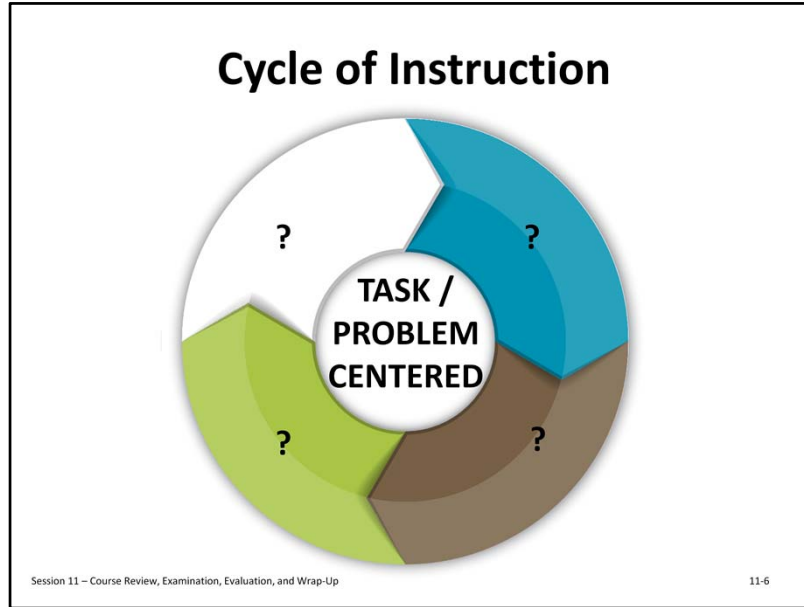 Cycle of Instruction
?
?
TASK /
PROBLEM
CENTERED
?
?
Session 11 – Course Review, Examination, Evaluation, and Wrap-Up
11-6